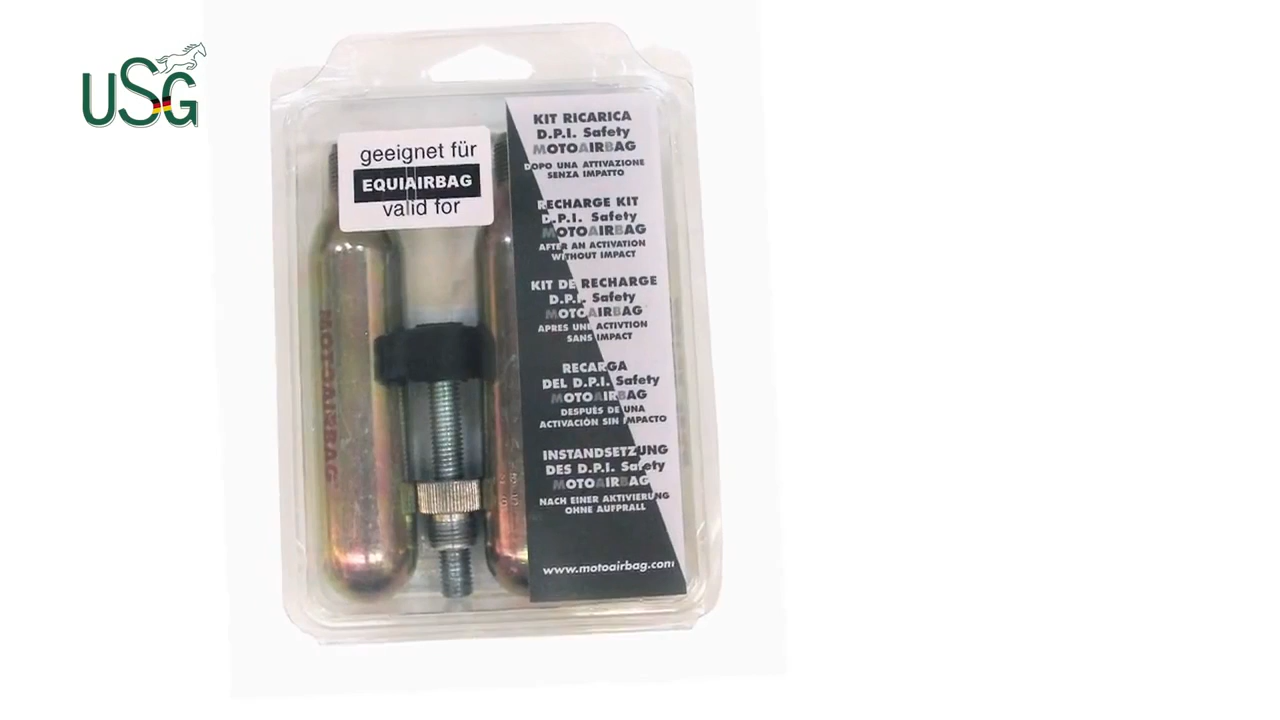 USG
geeignet für
EQUIAIRBAG
valid for
KIT RICARICA
D.P.I. Safety
MOTOAIRBAG
DOPO UNA ATTIVAZIONE
SENZA IMPATTO
RECHARGE KIT
D.P.I. Safety
MOTOAIRBAG
AFTER AN ACTIVATION
WITHOUT IMPACT
KIT DE RECHARGE
D.P.I. Safety
MOTOAIRBAG
APRES UNE ACTIVTION
SANS IMPACT
RECARGA
DEL D.P.I. Safety
MOTOAIRBAG
DESPUÉS DE UNA
ACTIVACIÓN SIN IMPACTO
INSTANDSETZUNG
DES D.P.I. Safety
MOTOAIRBAG
NACH EINER AKTIVIERUNG
OHNE AUFPRALL
www.motoairbag.com
MOTOAIRBAG